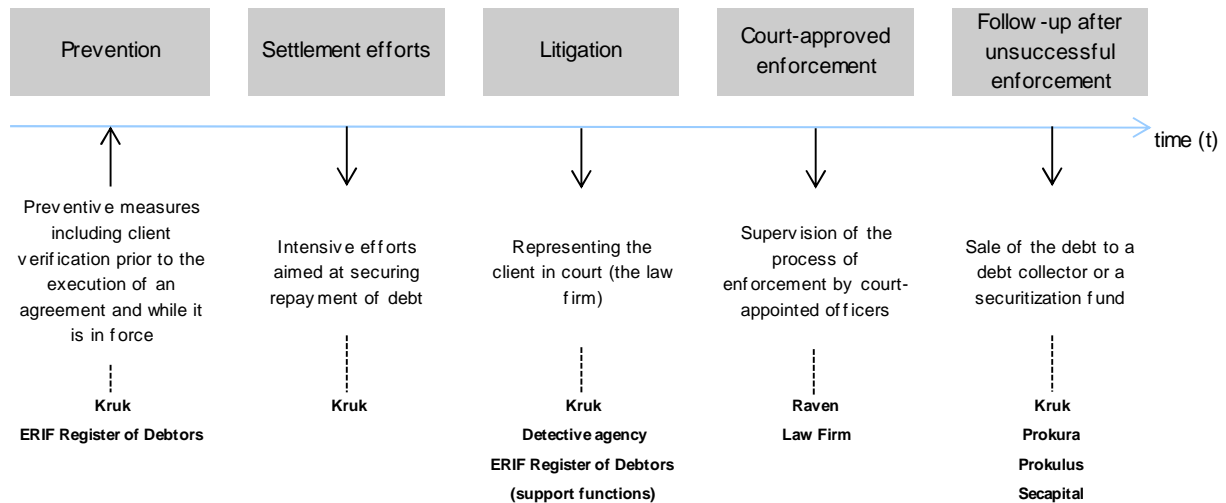 Prevention
Settlement efforts
Litigation
Court-approved
enforcement
Follow-up after
unsuccessful
enforcement
time (t)
Preventive measures
including client
verification prior to the
execution of an
agreement and while it
is in force
Intensive efforts
aimed at securing
repayment of debt
Representing the
client in court (the law
firm)
Supervision of the
process of
enforcement by court-
appointed officers
Sale of the debt to a
debt collector or a
securitization fund
Kruk
ERIF Register of Debtors
Kruk
Kruk
Detective agency
ERIF Register of Debtors
(support functions)
Raven
Law Firm
Kruk
Prokura
Prokulus
Secapital